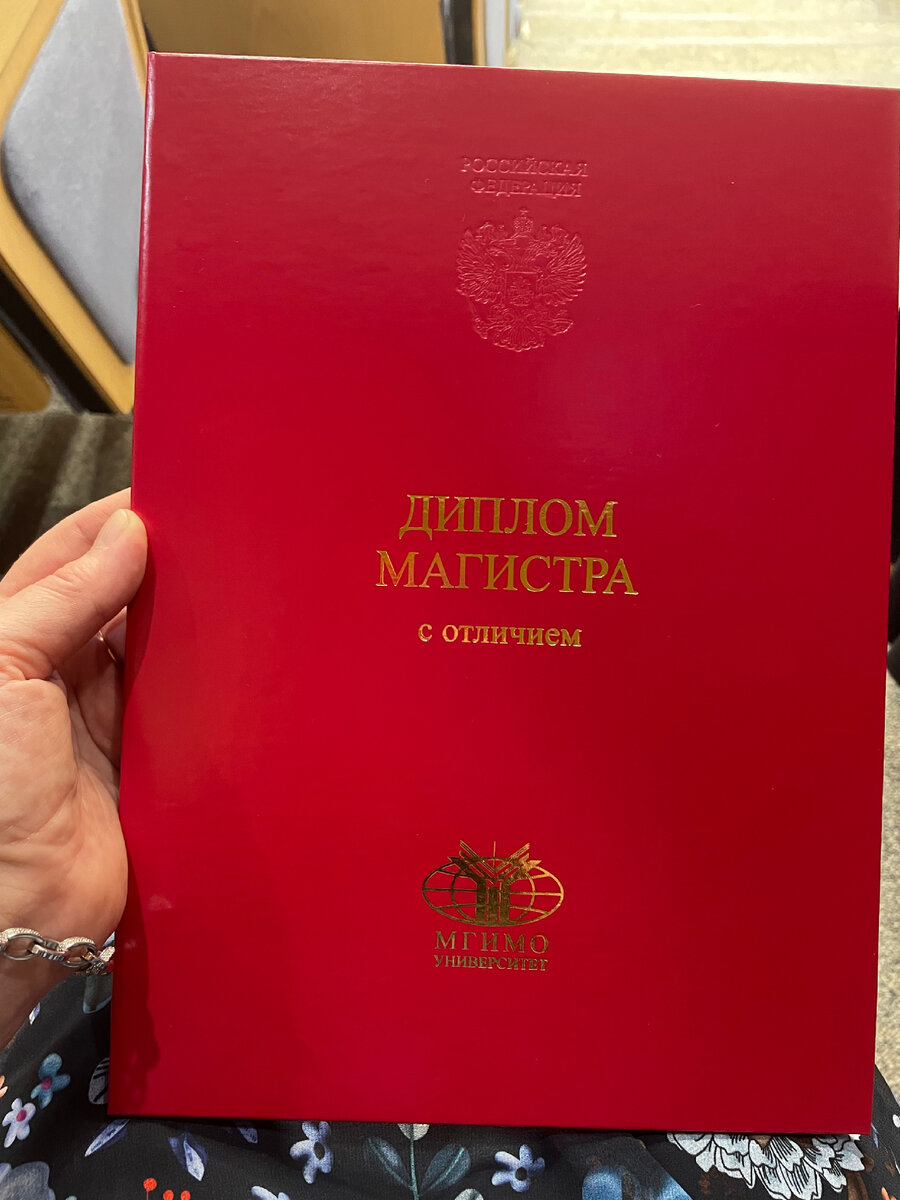 РОССИЙСКАЯ
ФЕДЕРАЦИЯ
ДИПЛОМ
МАГИСТРА
с отличием
МГИМО
УНИВЕРСИТЕТ